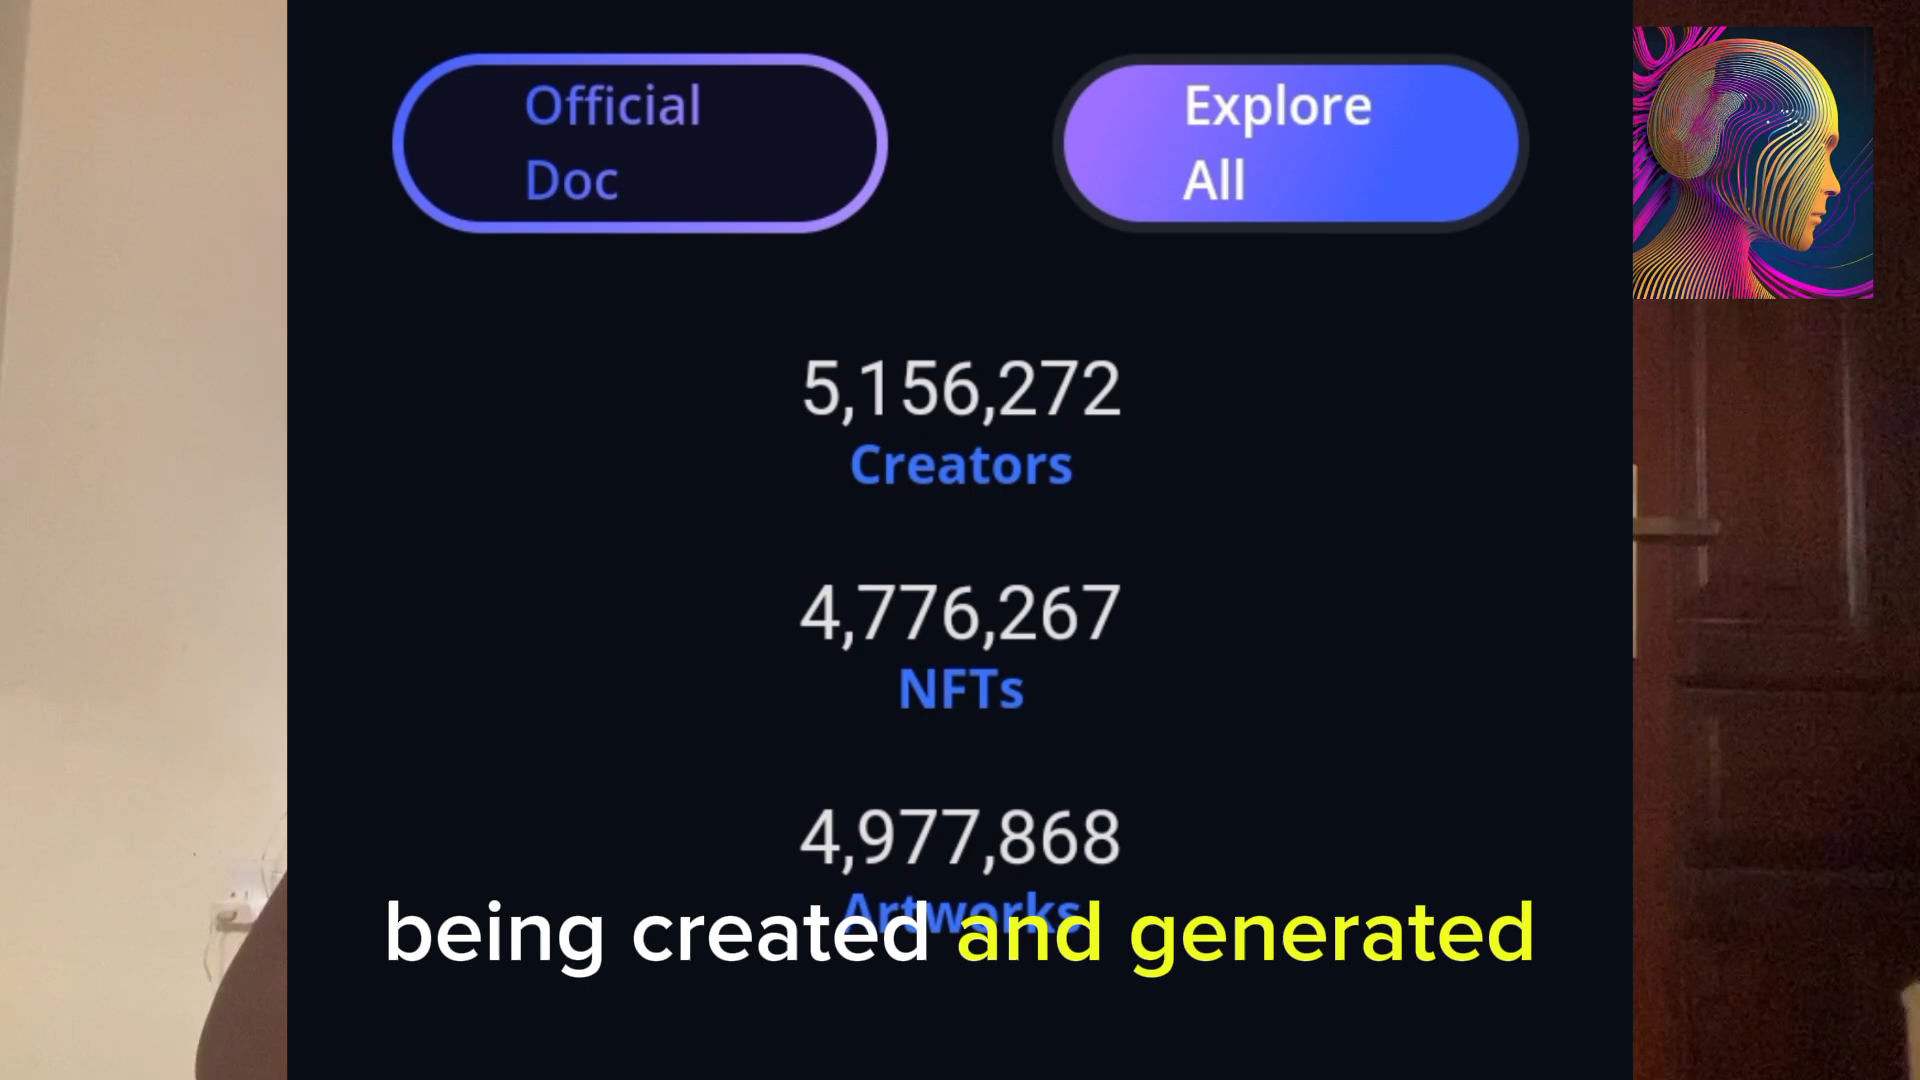 Official
Doc
Explore
All
5,156,272
Creators
4,776,267
NFTs
4,977,868
Artworks
being created and generated